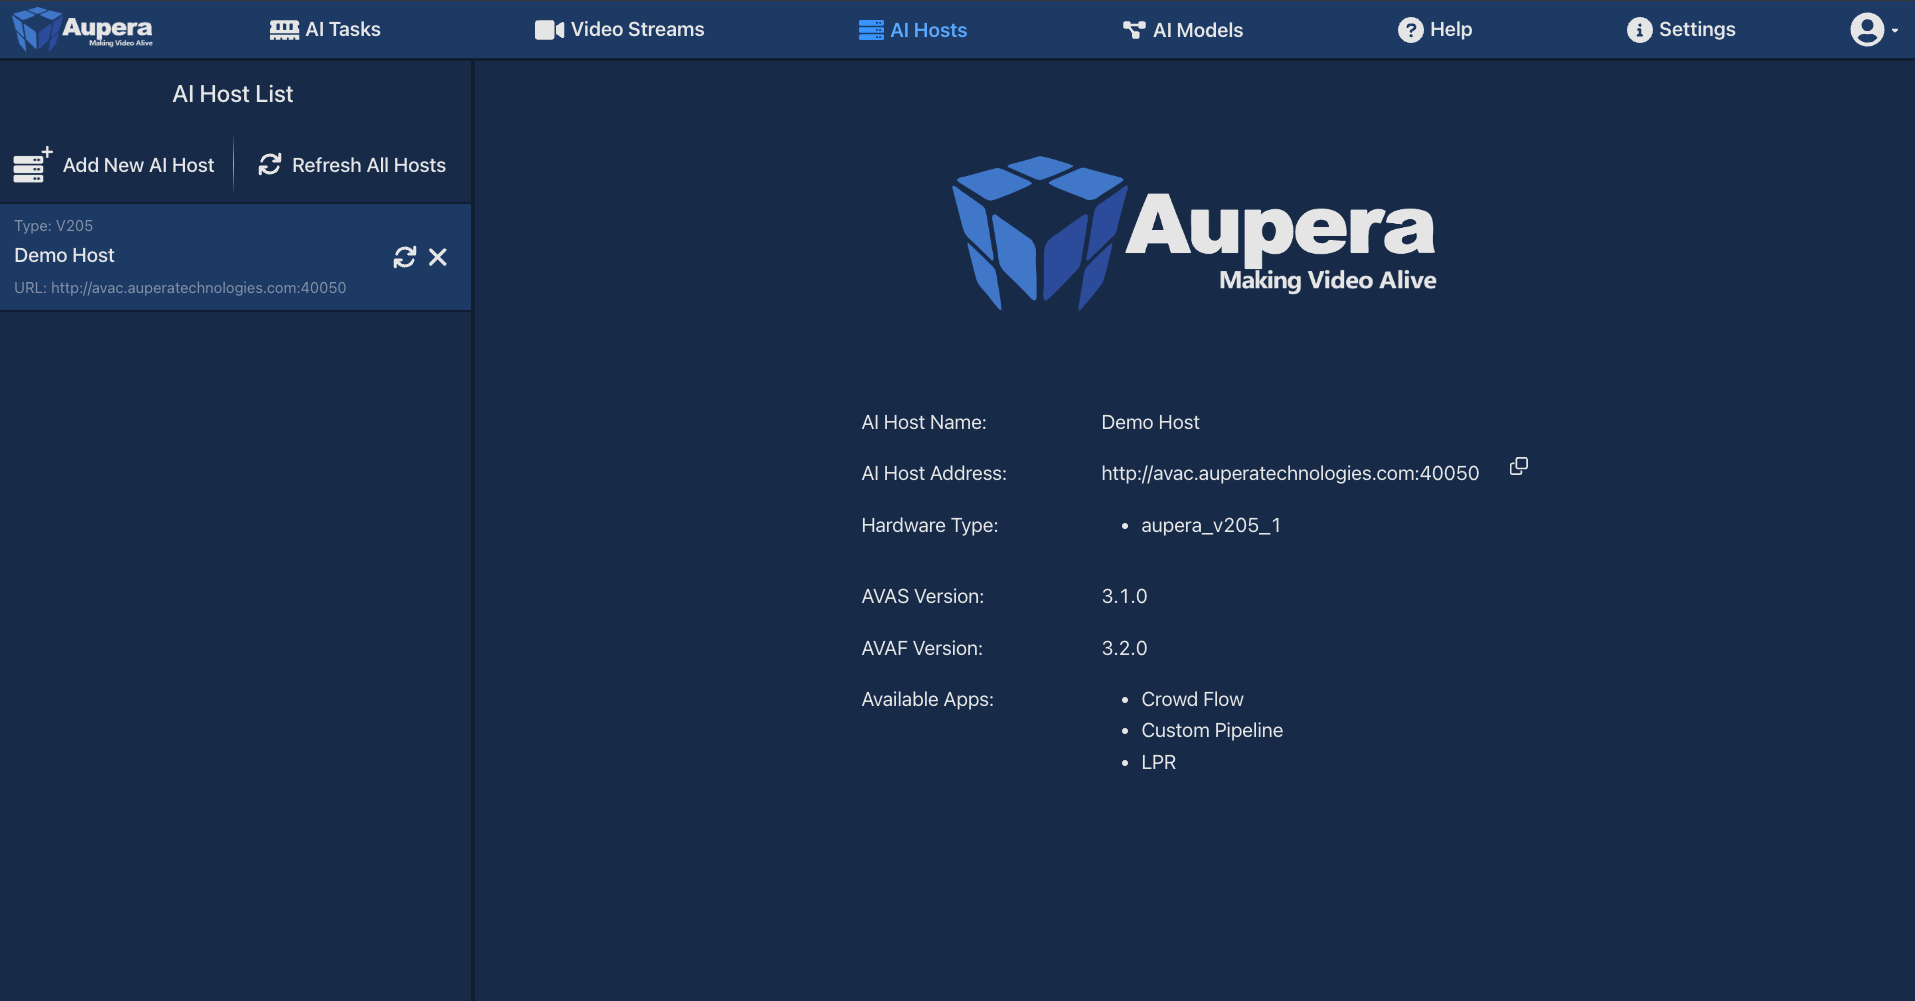 Aupera
Making Video Alive
AI Tasks
Video Streams
AI Hosts
AI Models
Help
Settings
AI Host List
Add New AI Host
Refresh All Hosts
Type: V205
Demo Host
URL: http://avac.auperatechnologies.com:40050
Aupera
Making Video Alive
AI Host Name: Demo Host
AI Host Address: http://avac.auperatechnologies.com:40050
Hardware Type: • aupera_v205_1
AVAS Version: 3.1.0
AVAF Version: 3.2.0
Available Apps: • Crowd Flow
• Custom Pipeline
• LPR